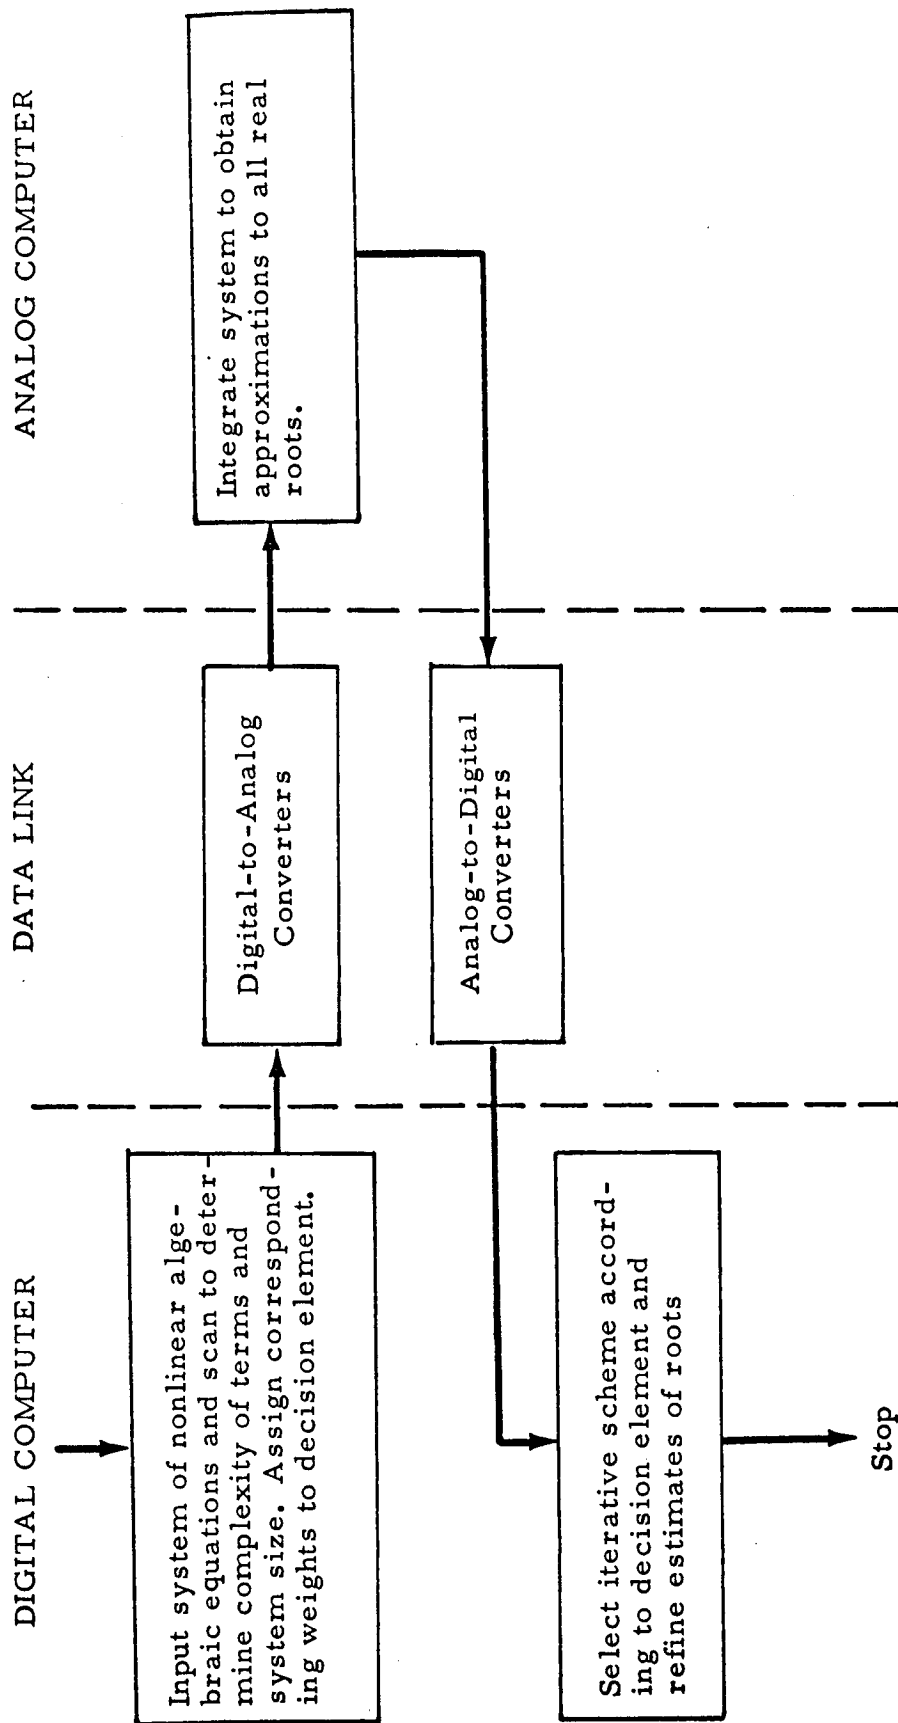 DIGITAL COMPUTER
DATA LINK
ANALOG COMPUTER
Input system of nonlinear alge-
braic equations and scan to deter-
mine complexity of terms and
system size. Assign correspond-
ing weights to decision element.
Digital-to-Analog
Converters
Integrate system to obtain
approximations to all real
roots.
Analog-to-Digital
Converters
Select iterative scheme accord-
ing to decision element and
refine estimates of roots
Stop